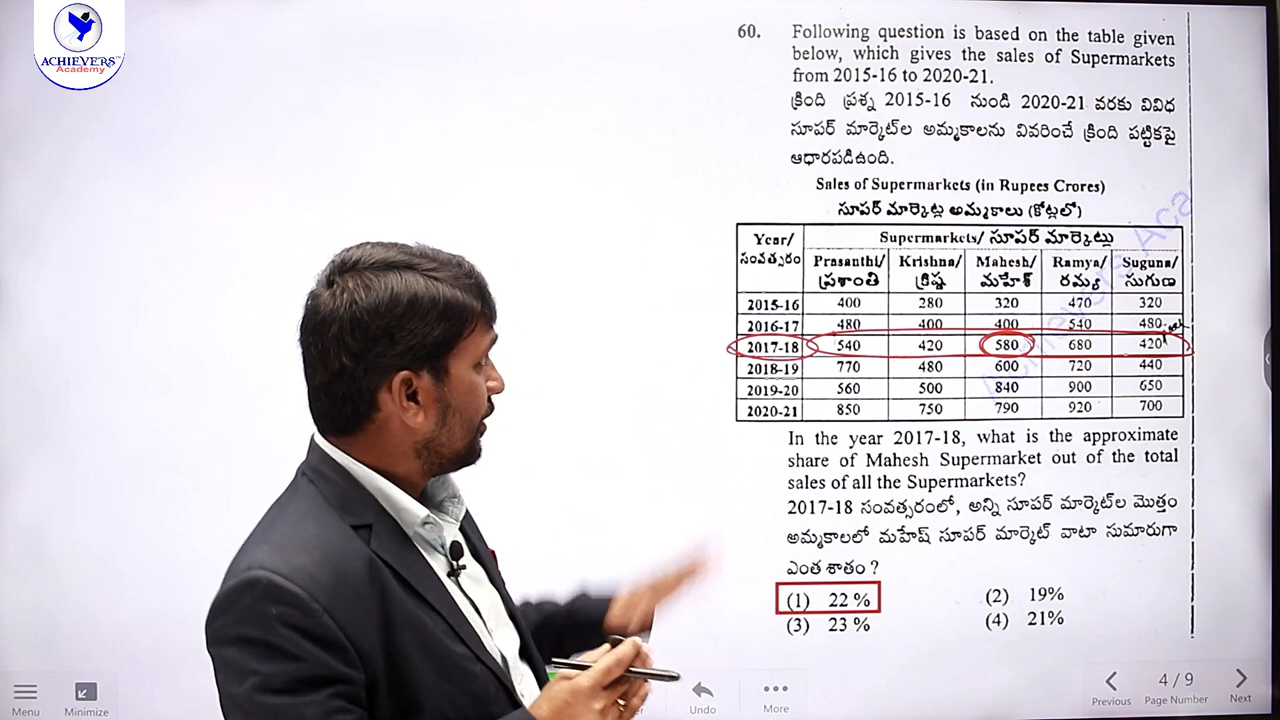 ACHIEVERS
Academy
60. Following question is based on the table given
below, which gives the sales of Supermarkets
from 2015-16 to 2020-21.
క్రింది ప్రశ్న 2015-16 నుండి 2020-21 వరకు వివిధ
సూపర్ మార్కెట్‌ల అమ్మకాలను వివరించే క్రింది పట్టికపై
ఆధారపడిఉంది.
Sales of Supermarkets (in Rupees Crores)
సూపర్ మార్కెట్ల అమ్మకాలు (కోట్లలో)
Year/ Supermarkets/ సూపర్ మార్కెట్లు
సంవత్సరం Prasanthi/ Krishna/ Mahesh/ Ramya/ Suguna/
ప్రశాంతి క్రిష్ణ మహేశ్ రమ్య సుగుణ
2015-16 400 280 320 470 320
2016-17 480 400 400 540 480
2017-18 540 420 580 680 420
2018-19 770 480 600 720 440
2019-20 560 500 840 900 650
2020-21 850 750 790 920 700
In the year 2017-18, what is the approximate
share of Mahesh Supermarket out of the total
sales of all the Supermarkets?
2017-18 సంవత్సరంలో, అన్ని సూపర్ మార్కెట్‌ల మొత్తం
అమ్మకాలలో మహేష్ సూపర్ మార్కెట్ వాటా సుమారుగా
ఎంత శాతం ?
(1) 22 % (2) 19%
(3) 23 % (4) 21%
Menu Minimize Undo More Previous 4 / 9 Page Number Next